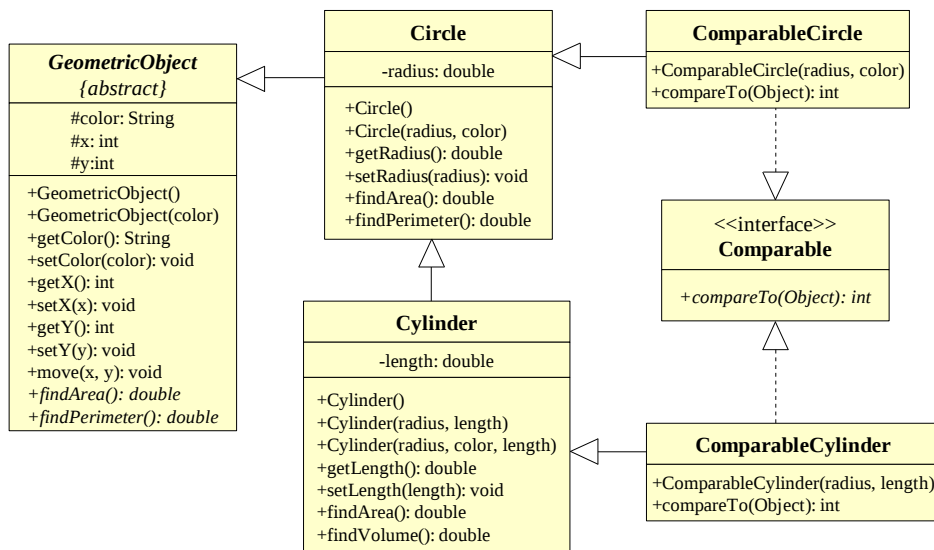 GeometricObject
{abstract}
#color: String
#x: int
#y:int
+GeometricObject()
+GeometricObject(color)
+getColor(): String
+setColor(color): void
+getX(): int
+setX(x): void
+getY(): int
+setY(y): void
+move(x, y): void
+findArea(): double
+findPerimeter(): double
Circle
-radius: double
+Circle()
+Circle(radius, color)
+getRadius(): double
+setRadius(radius): void
+findArea(): double
+findPerimeter(): double
Cylinder
-length: double
+Cylinder()
+Cylinder(radius, length)
+Cylinder(radius, color, length)
+getLength(): double
+setLength(length): void
+findArea(): double
+findVolume(): double
ComparableCircle
+ComparableCircle(radius, color)
+compareTo(Object): int
<<interface>>
Comparable
+compareTo(Object): int
ComparableCylinder
+ComparableCylinder(radius, length)
+compareTo(Object): int